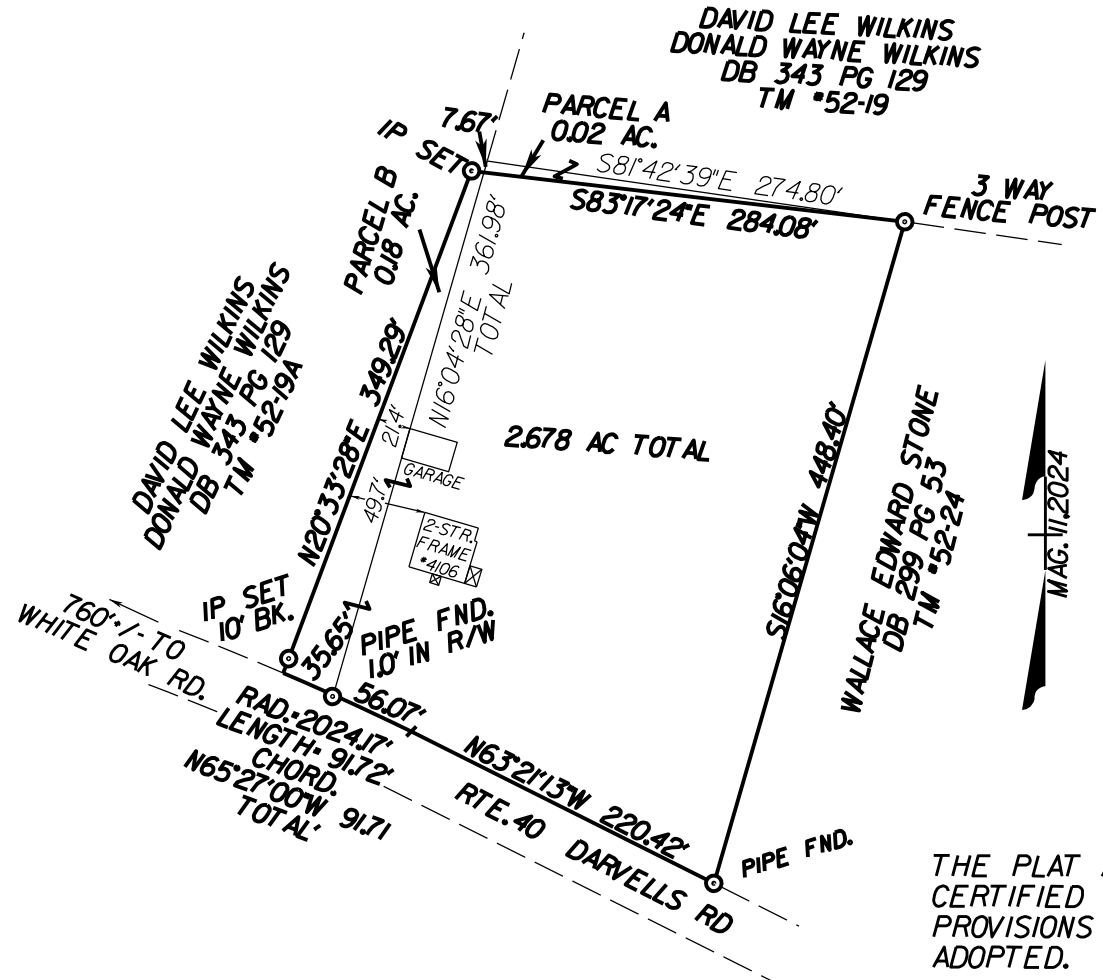 DAVID LEE WILKINS
DONALD WAYNE WILKINS
DB 343 PG 129
TM #52-19
PARCEL A
0.02 AC.
7.67'
IP SET
S81°42'39"E 274.80'
S83°17'24"E 284.08'
3 WAY
FENCE POST
PARCEL B
0.18 AC.
N16°04'28"E 361.98'
TOTAL
DAVID LEE WILKINS
DONALD WAYNE WILKINS
DB 343 PG 129
TM #52-19A
N20°33'28"E 349.29'
21.4'
GARAGE
49.7'
2-STR.
FRAME
#4106
2.678 AC TOTAL
S16°06'04"W 448.40'
WALLACE EDWARD STONE
DB 299 PG 53
TM #52-24
MAG. 11,2024
IP SET
10' BK.
35.65'
PIPE FND.
1.0' IN R/W
760'+/- TO
WHITE OAK RD.
56.07'
RAD.=2024.17'
LENGTH= 91.72'
CHORD.
N65°27'00"W 91.71
TOTAL'
N63°21'13"W 220.42'
RTE. 40 DARVELLS RD
PIPE FND.
THE PLAT
CERTIFIED
PROVISIONS
ADOPTED.